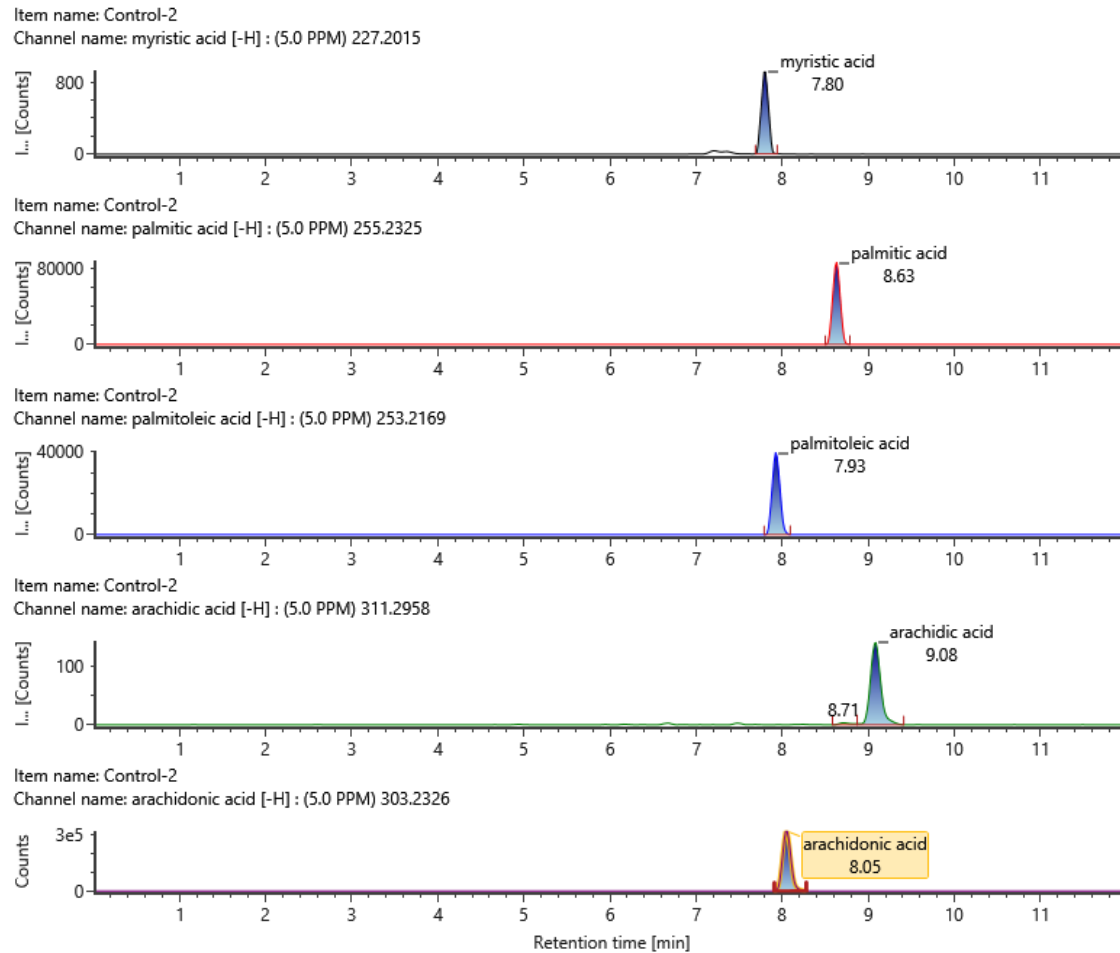 Item name: Control-2
Channel name: myristic acid [-H] : (5.0 PPM) 227.2015
I... [Counts]
800
0
myristic acid
7.80
1 2 3 4 5 6 7 8 9 10 11
Item name: Control-2
Channel name: palmitic acid [-H] : (5.0 PPM) 255.2325
I... [Counts]
80000
0
palmitic acid
8.63
1 2 3 4 5 6 7 8 9 10 11
Item name: Control-2
Channel name: palmitoleic acid [-H] : (5.0 PPM) 253.2169
I... [Counts]
40000
0
palmitoleic acid
7.93
1 2 3 4 5 6 7 8 9 10 11
Item name: Control-2
Channel name: arachidic acid [-H] : (5.0 PPM) 311.2958
I... [Counts]
100
0
arachidic acid
9.08
8.71
1 2 3 4 5 6 7 8 9 10 11
Item name: Control-2
Channel name: arachidonic acid [-H] : (5.0 PPM) 303.2326
Counts
3e5
0
arachidonic acid
8.05
1 2 3 4 5 6 7 8 9 10 11
Retention time [min]